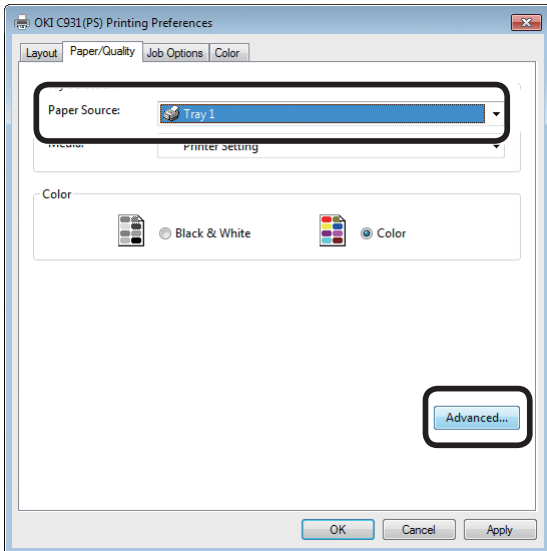 OKI C931(PS) Printing Preferences
Layout Paper/Quality Job Options Color
Paper Source: Tray 1
Media: Printer Setting
Color
Black & White Color
Advanced...
OK Cancel Apply